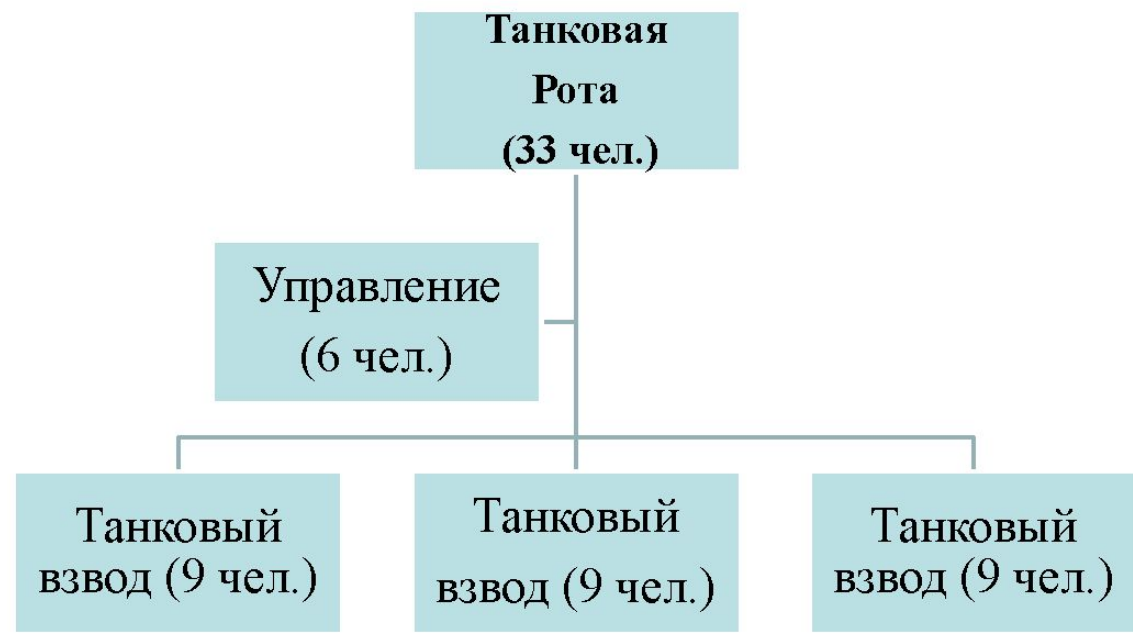 Танковая
Рота
(33 чел.)
Управление
(6 чел.)
Танковый
взвод (9 чел.)
Танковый
взвод (9 чел.)
Танковый
взвод (9 чел.)